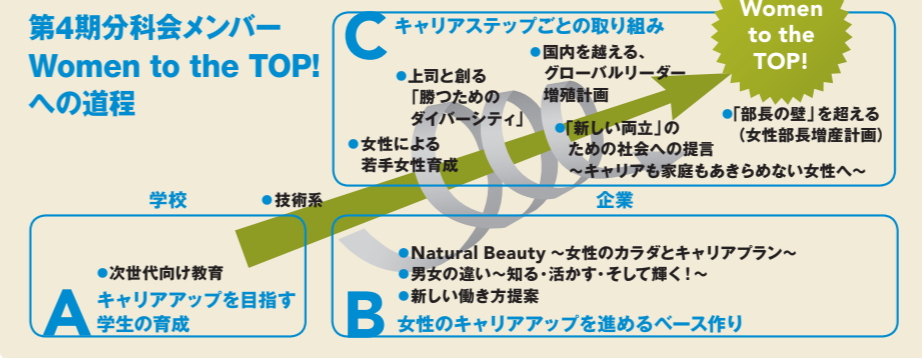 第4期分科会メンバー
Women to the TOP!
への道程
C キャリアステップごとの取り組み
Women
to the
TOP!
●国内を越える、
グローバルリーダー
増殖計画
●上司と創る
「勝つための
ダイバーシティ」
●「部長の壁」を超える
（女性部長増産計画）
●「新しい両立」の
ための社会への提言
～キャリアも家庭もあきらめない女性へ～
●女性による
若手女性育成
学校
●技術系
企業
●次世代向け教育
A キャリアアップを目指す
学生の育成
●Natural Beauty ～女性のカラダとキャリアプラン～
●男女の違い～知る・活かす・そして輝く！～
●新しい働き方提案
B 女性のキャリアアップを進めるベース作り